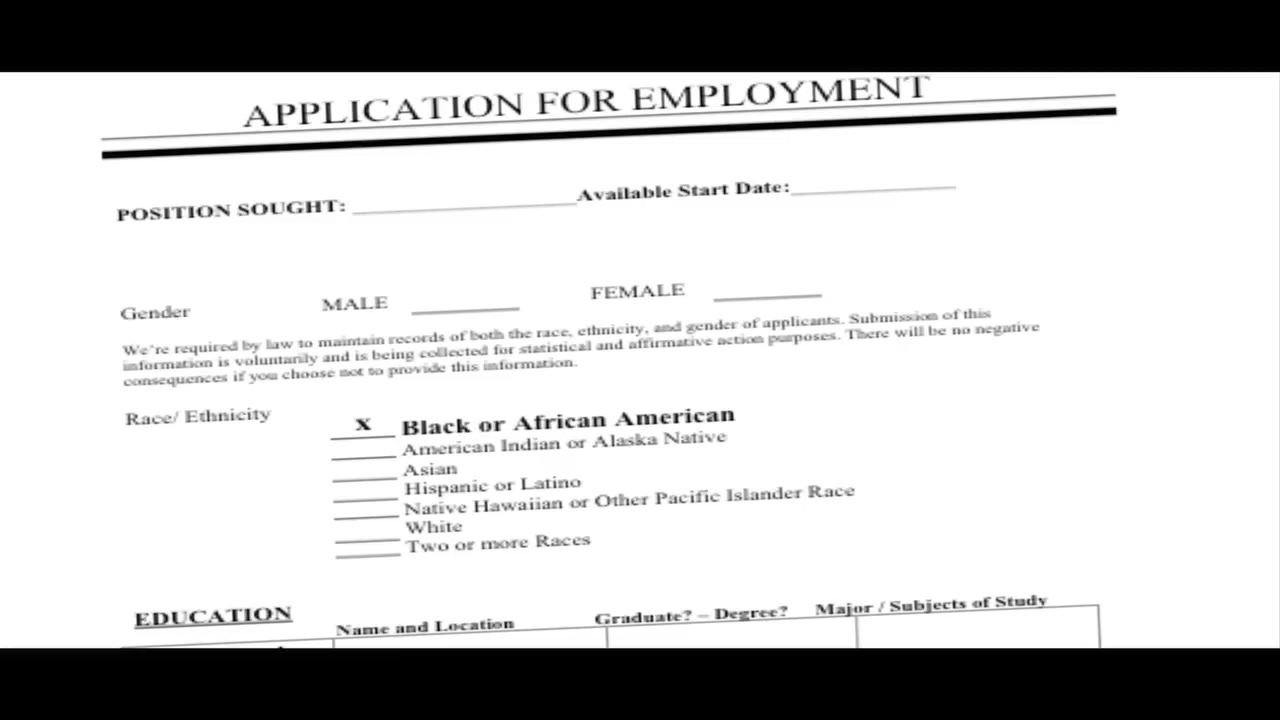 APPLICATION FOR EMPLOYMENT
POSITION SOUGHT: Available Start Date:
Gender MALE FEMALE
We're required by law to maintain records of both the race, ethnicity, and gender of applicants. Submission of this
information is voluntarily and is being collected for statistical and affirmative action purposes. There will be no negative
consequences if you choose not to provide this information.
Race/ Ethnicity X Black or African American
American Indian or Alaska Native
Asian
Hispanic or Latino
Native Hawaiian or Other Pacific Islander Race
White
Two or more Races
EDUCATION Name and Location Graduate? – Degree? Major / Subjects of Study